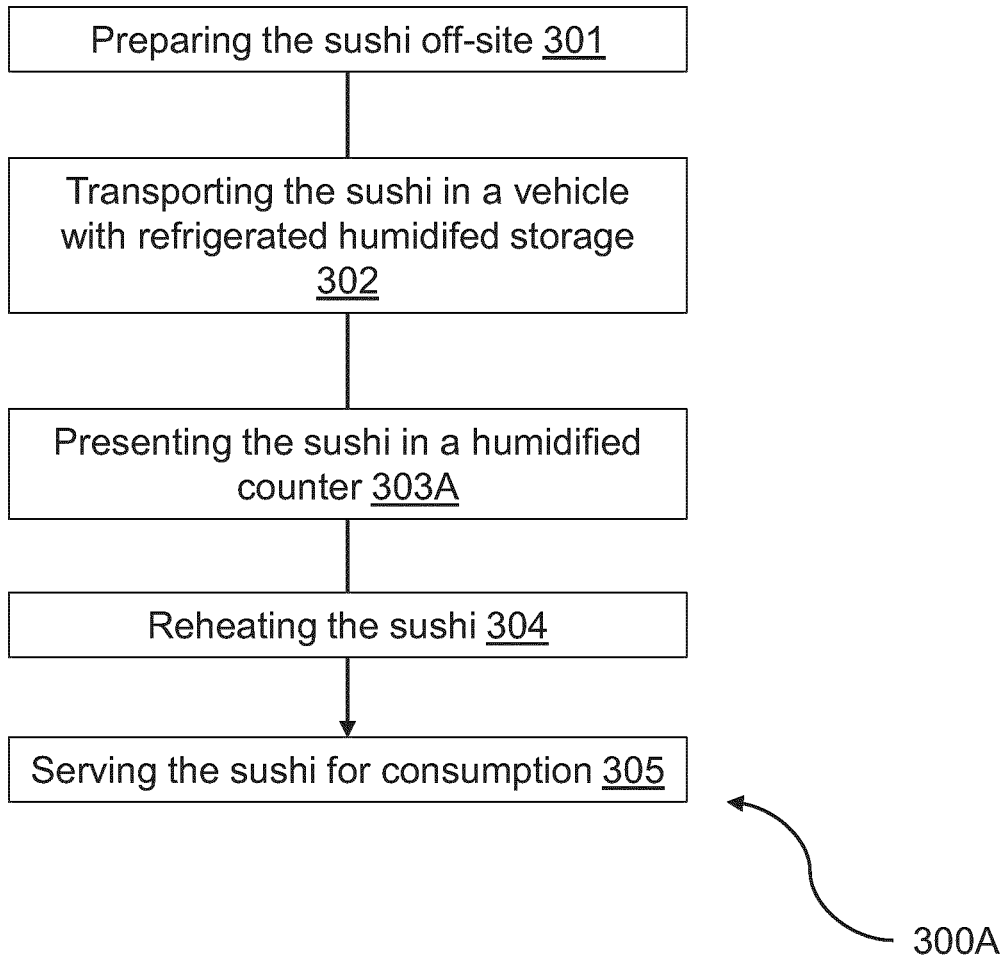 Preparing the sushi off-site 301
Transporting the sushi in a vehicle
with refrigerated humidifed storage
302
Presenting the sushi in a humidified
counter 303A
Reheating the sushi 304
Serving the sushi for consumption 305
300A